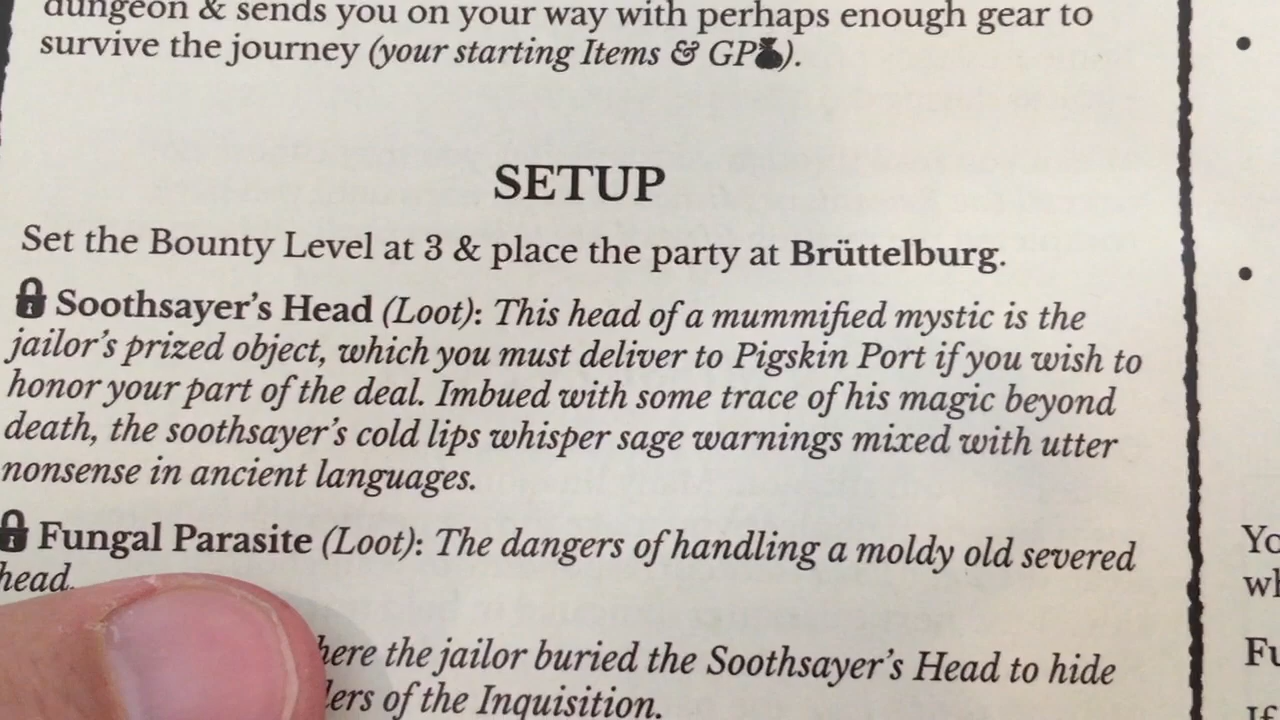 dungeon & sends you on your way with perhaps enough gear to
survive the journey (your starting Items & GP).
SETUP
Set the Bounty Level at 3 & place the party at Brüttelburg.
Soothsayer's Head (Loot): This head of a mummified mystic is the
jailor's prized object, which you must deliver to Pigskin Port if you wish to
honor your part of the deal. Imbued with some trace of his magic beyond
death, the soothsayer's cold lips whisper sage warnings mixed with utter
nonsense in ancient languages.
Fungal Parasite (Loot): The dangers of handling a moldy old severed
head.
the jailor buried the Soothsayer's Head to hide
of the Inquisition.